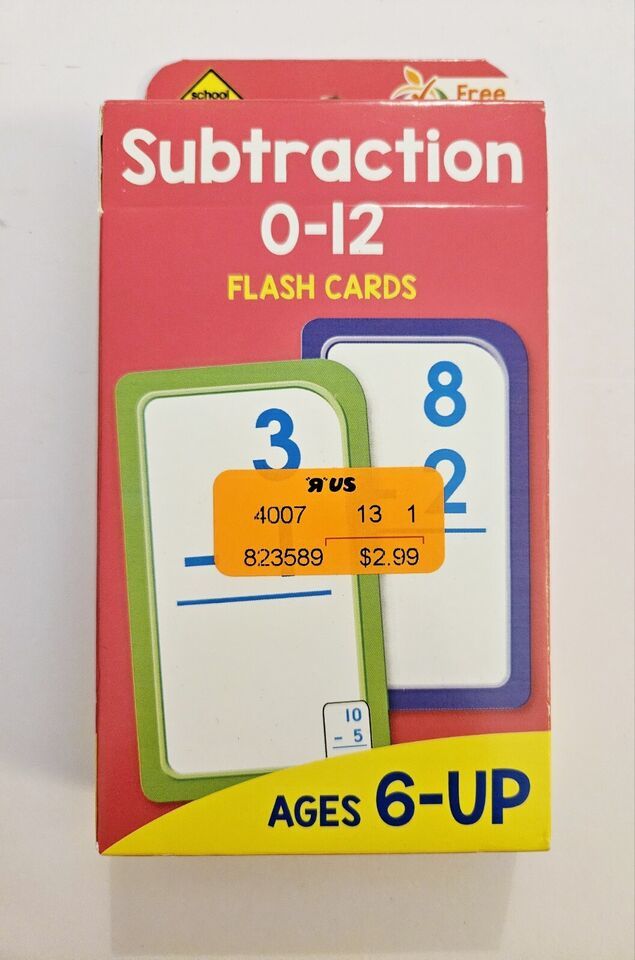 school
Free
Subtraction
0-12
FLASH CARDS
8
2
3
-
"R"US
4007 13 1
823589 $2.99
10
- 5
AGES 6-UP